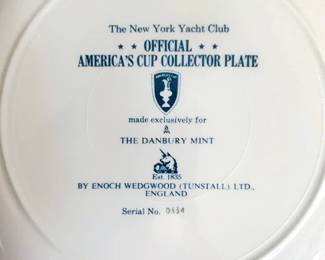 The New York Yacht Club
★ ★ OFFICIAL ★ ★
AMERICA'S CUP COLLECTOR PLATE
made exclusively for
THE DANBURY MINT
Est. 1835
BY ENOCH WEDGWOOD (TUNSTALL) LTD.,
ENGLAND
Serial No. 0854